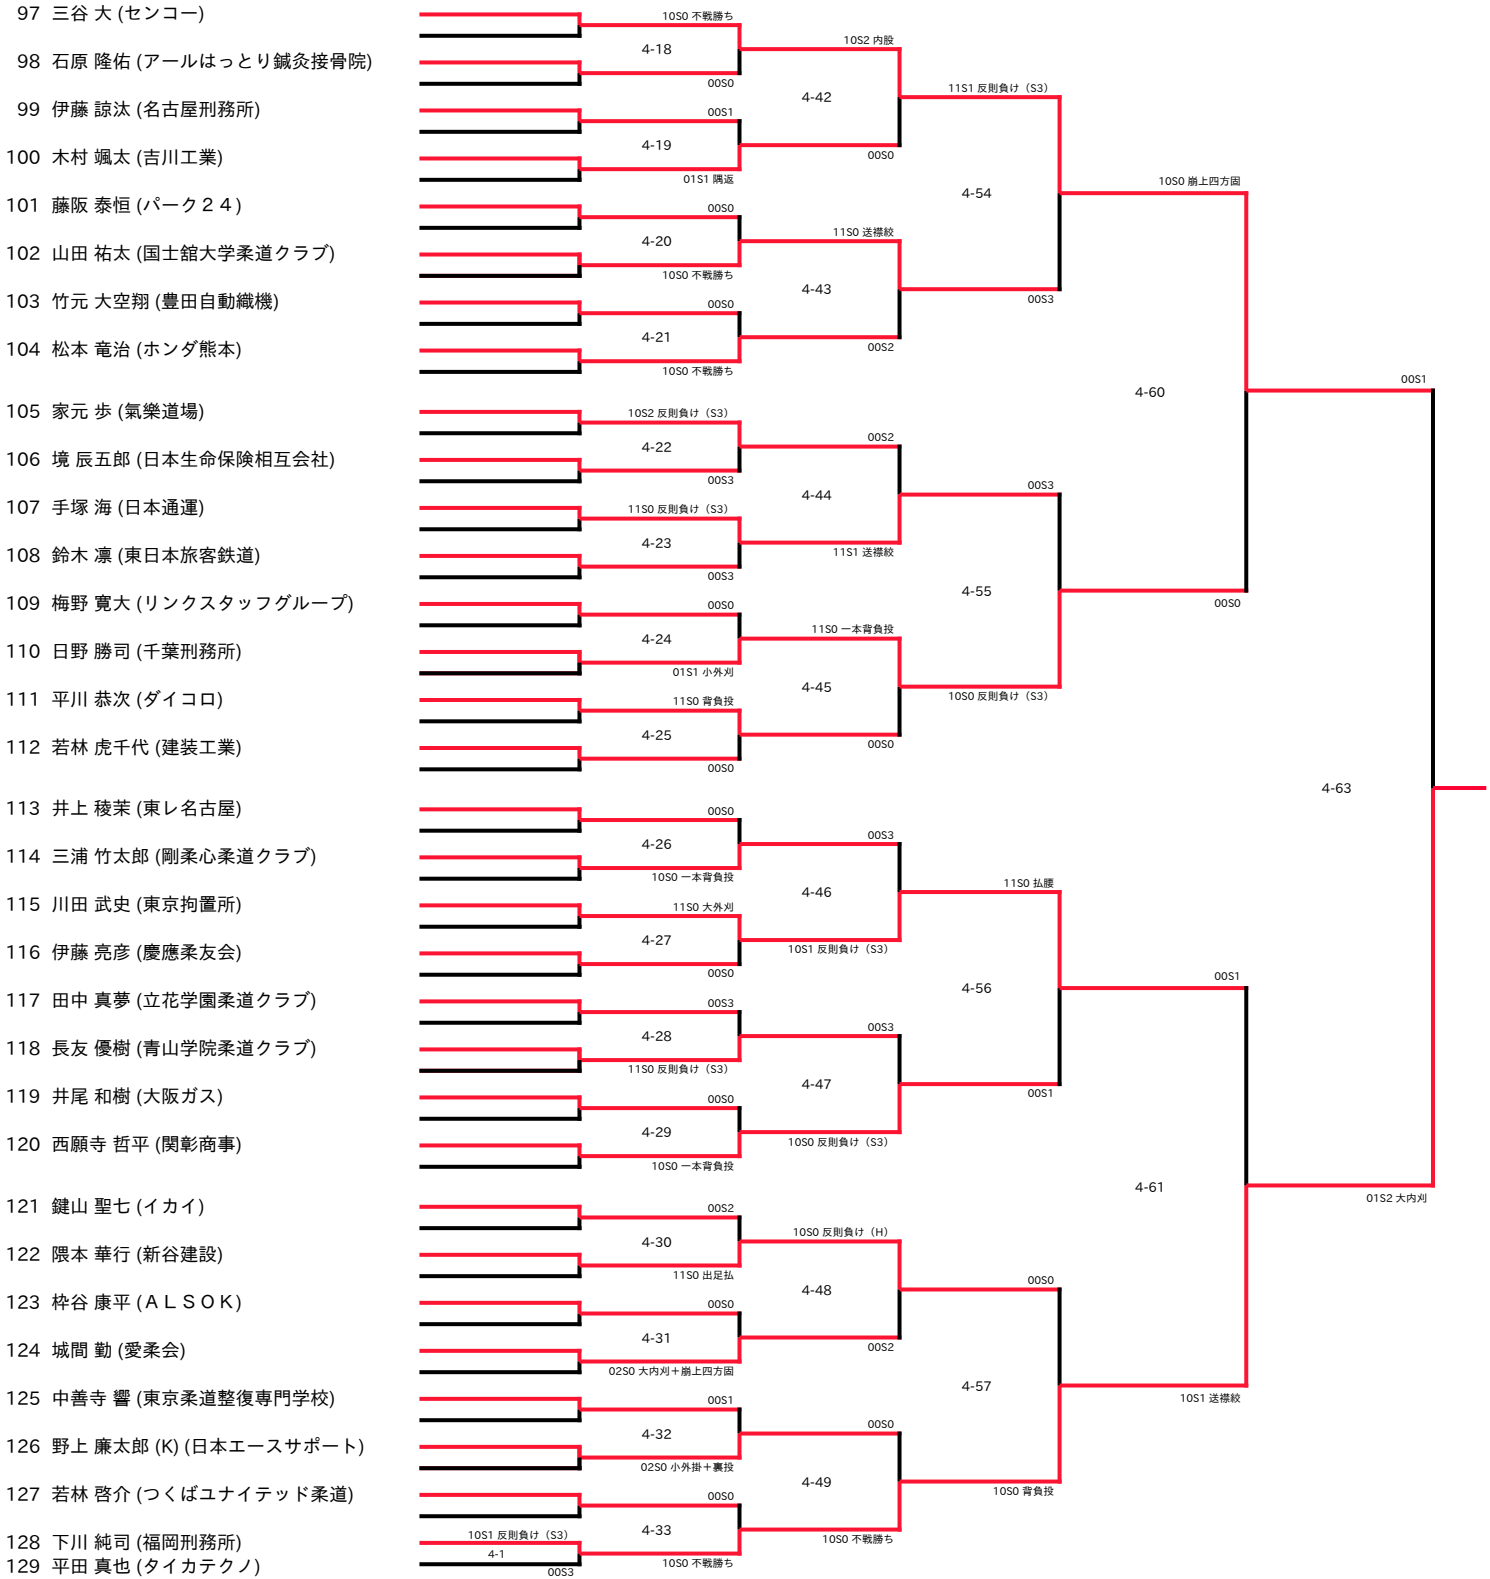 97 三谷 大 (センコー)
10S0 不戦勝ち
4-18
10S2 内股
98 石原 隆佑 (アールはっとり鍼灸接骨院)
00S0
4-42
11S1 反則負け（S3）
99 伊藤 諒汰 (名古屋刑務所)
00S1
4-19
00S0
100 木村 颯太 (吉川工業)
01S1 隅返
4-54
10S0 崩上四方固
101 藤阪 泰恒 (パーク２４)
00S0
4-20
11S0 送襟絞
102 山田 祐太 (国士舘大学柔道クラブ)
10S0 不戦勝ち
4-43
00S3
103 竹元 大空翔 (豊田自動織機)
00S0
4-21
00S2
104 松本 竜治 (ホンダ熊本)
10S0 不戦勝ち
4-60
00S1
105 家元 歩 (氣樂道場)
10S2 反則負け（S3）
4-22
00S2
106 境 辰五郎 (日本生命保険相互会社)
00S3
4-44
00S3
107 手塚 海 (日本通運)
11S0 反則負け（S3）
4-23
11S1 送襟絞
108 鈴木 凛 (東日本旅客鉄道)
00S3
4-55
00S0
109 梅野 寛大 (リンクスタッフグループ)
00S0
4-24
11S0 一本背負投
110 日野 勝司 (千葉刑務所)
01S1 小外刈
4-45
10S0 反則負け（S3）
111 平川 恭次 (ダイコロ)
11S0 背負投
4-25
00S0
112 若林 虎千代 (建装工業)
00S0
4-63
113 井上 稜茉 (東レ名古屋)
00S0
4-26
00S3
114 三浦 竹太郎 (剛柔心柔道クラブ)
10S0 一本背負投
4-46
11S0 払腰
115 川田 武史 (東京拘置所)
11S0 大外刈
4-27
10S1 反則負け（S3）
116 伊藤 亮彦 (慶應柔友会)
00S0
4-56
00S1
117 田中 真夢 (立花学園柔道クラブ)
00S3
4-28
00S3
118 長友 優樹 (青山学院柔道クラブ)
11S0 反則負け（S3）
4-47
00S1
119 井尾 和樹 (大阪ガス)
00S0
4-29
10S0 反則負け（S3）
120 西願寺 哲平 (関彰商事)
10S0 一本背負投
4-61
01S2 大内刈
121 鍵山 聖七 (イカイ)
00S2
4-30
10S0 反則負け（H）
122 隈本 華行 (新谷建設)
11S0 出足払
4-48
00S0
123 枠谷 康平 (ＡＬＳＯＫ)
00S0
4-31
00S2
124 城間 勤 (愛柔会)
02S0 大内刈＋崩上四方固
4-57
10S1 送襟絞
125 中善寺 響 (東京柔道整復専門学校)
00S1
4-32
00S0
126 野上 廉太郎 (K) (日本エースサポート)
02S0 小外掛＋裏投
4-49
10S0 背負投
127 若林 啓介 (つくばユナイテッド柔道)
00S0
4-33
10S0 不戦勝ち
128 下川 純司 (福岡刑務所)
10S1 反則負け（S3）
4-1
129 平田 真也 (タイカテクノ)
00S3
10S0 不戦勝ち